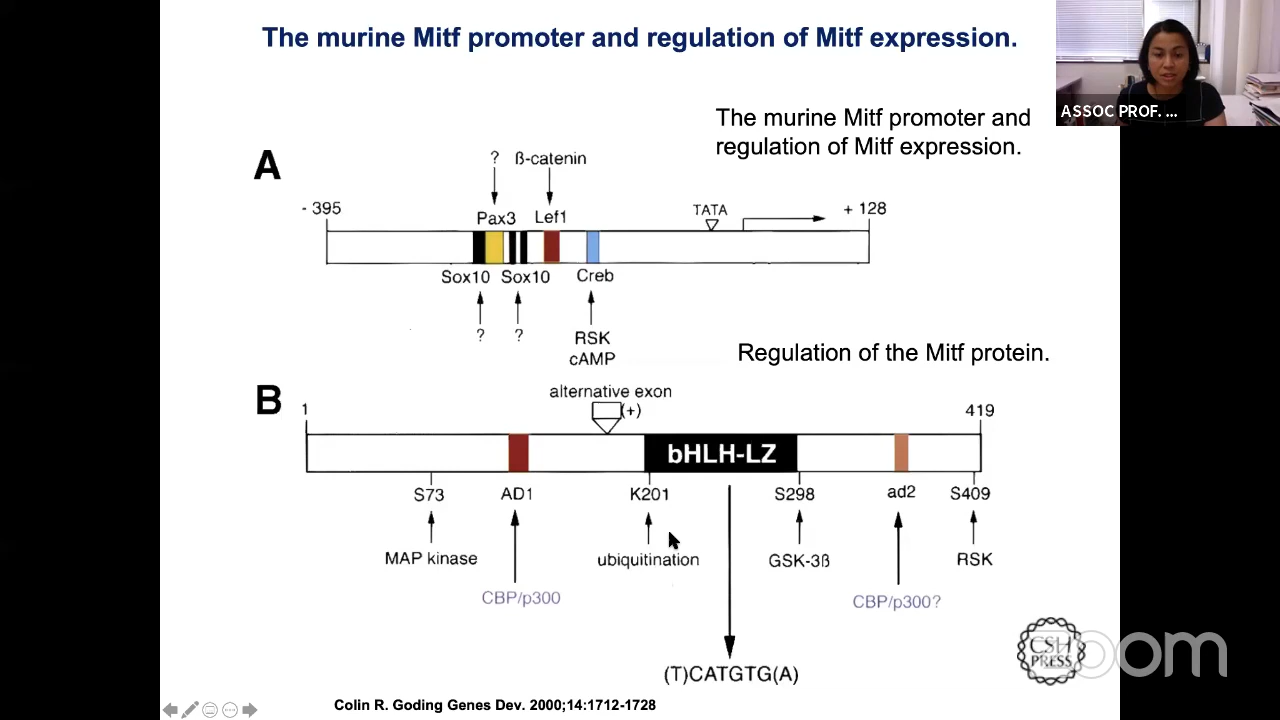 The murine Mitf promoter and regulation of Mitf expression.
ASSOC PROF. ...
The murine Mitf promoter and
regulation of Mitf expression.
A
? ß-catenin
- 395
Pax3 Lef1
TATA
+ 128
Sox10 Sox10 Creb
? ?
RSK
cAMP
Regulation of the Mitf protein.
B
alternative exon
(+)
1
419
bHLH-LZ
S73 AD1 K201 S298 ad2 S409
MAP kinase ubiquitination GSK-3ß RSK
CBP/p300 CBP/p300?
(T)CATGTG(A)
CSH
PRESS
zoom
Colin R. Goding Genes Dev. 2000;14:1712-1728